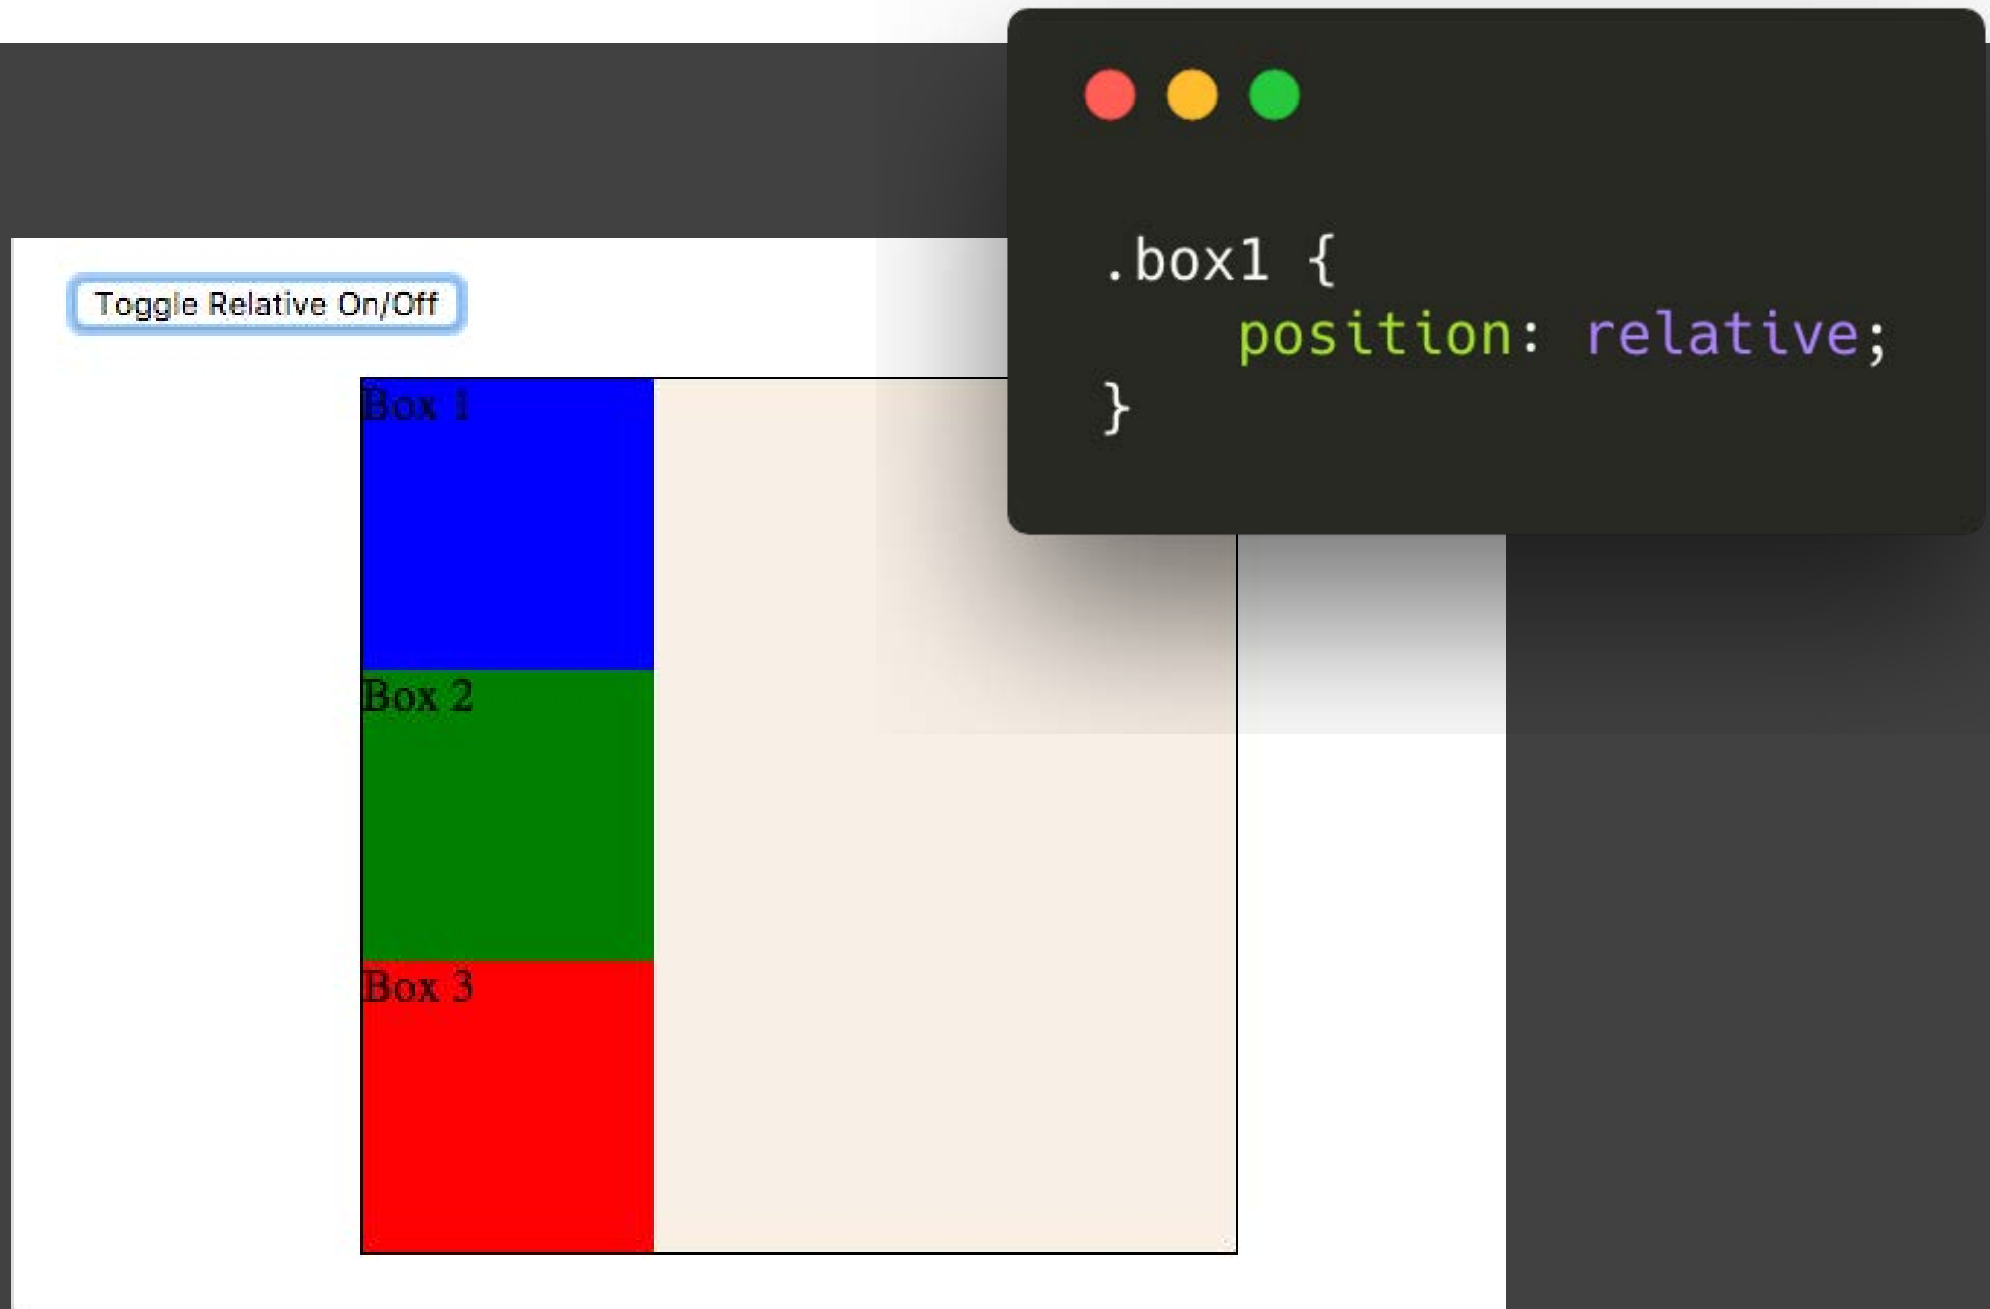 .box1 {
position: relative;
}
Toggle Relative On/Off
Box 1
Box 2
Box 3